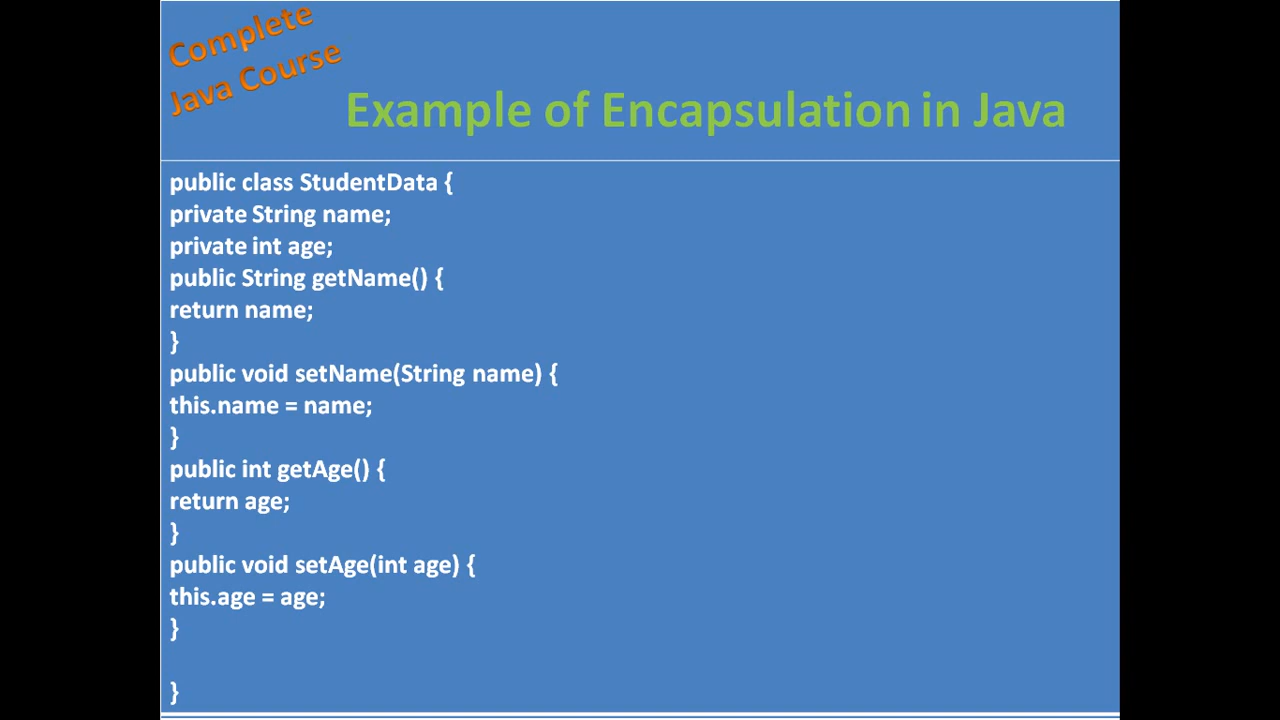 Complete
Java Course
Example of Encapsulation in Java
public class StudentData {
private String name;
private int age;
public String getName() {
return name;
}
public void setName(String name) {
this.name = name;
}
public int getAge() {
return age;
}
public void setAge(int age) {
this.age = age;
}
}